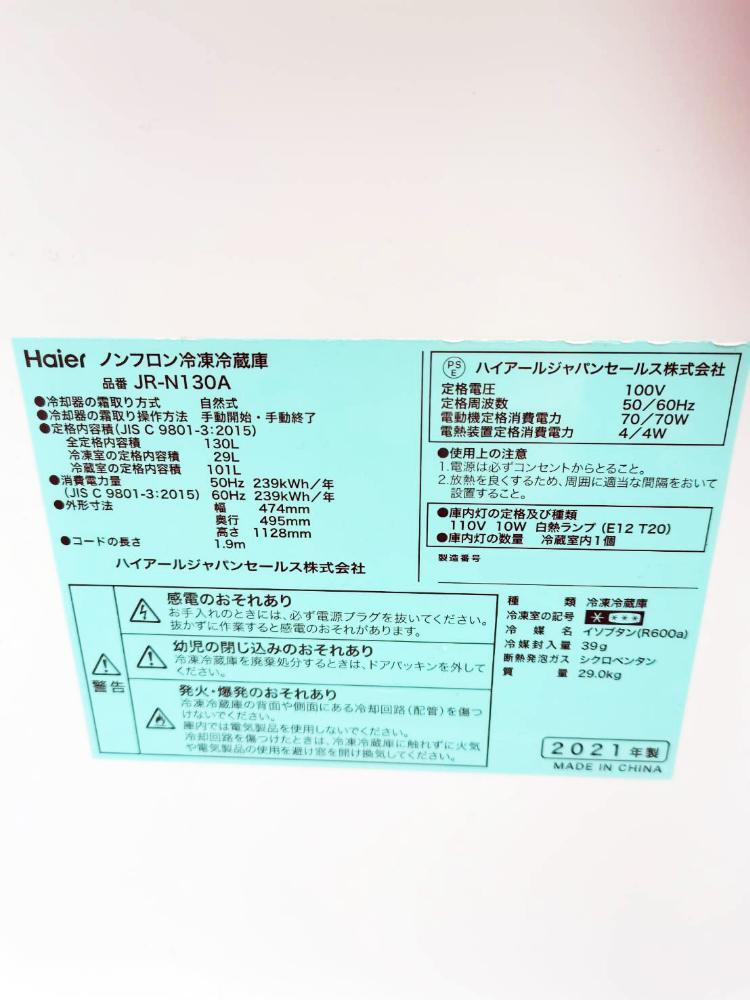 Haier ノンフロン冷凍冷蔵庫
品番 JR-N130A
●冷却器の霜取り方式 自然式
●冷却器の霜取り操作方法 手動開始・手動終了
●定格内容積(JIS C 9801-3:2015)
全定格内容積 130L
冷凍室の定格内容積 29L
冷蔵室の定格内容積 101L
●消費電力量 50Hz 239kWh/年
(JIS C 9801-3:2015) 60Hz 239kWh/年
●外形寸法 幅 474mm
奥行 495mm
高さ 1128mm
●コードの長さ 1.9m
ハイアールジャパンセールス株式会社
PS
E
ハイアールジャパンセールス株式会社
定格電圧 100V
定格周波数 50/60Hz
電動機定格消費電力 70/70W
電熱装置定格消費電力 4/4W
●使用上の注意
1.電源は必ずコンセントからとること。
2.放熱を良くするため、周囲に適当な間隔をおいて
設置すること。
●庫内灯の定格及び種類
110V 10W 白熱ランプ (E12 T20)
●庫内灯の数量 冷蔵室内1個
製造番号
警告
感電のおそれあり
お手入れのときには、必ず電源プラグを抜いてください。
抜かずに作業すると感電のおそれがあります。
幼児の閉じ込みのおそれあり
冷凍冷蔵庫を廃棄処分するときは、ドアパッキンを外して
ください。
発火・爆発のおそれあり
冷凍冷蔵庫の背面や側面にある冷却回路(配管)を傷つ
けないでください。
庫内では電気製品を使用しないでください。
冷却回路を傷つけたときは、冷凍冷蔵庫に触れずに火気
や電気製品の使用を避け窓を開け換気してください。
種類 冷凍冷蔵庫
冷凍室の記号 * ***
冷媒名 イソブタン(R600a)
冷媒封入量 39g
断熱発泡ガス シクロペンタン
質量 29.0kg
2021年製
MADE IN CHINA